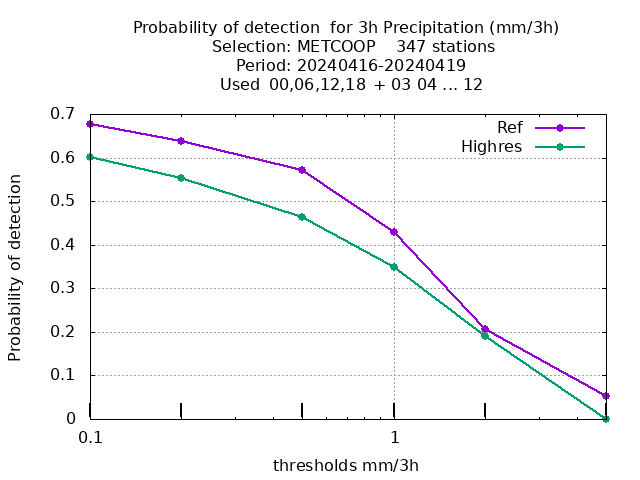 Probability of detection  for 3h Precipitation (mm/3h)
Selection: METCOOP    347 stations
Period: 20240416-20240419
Used  00,06,12,18  + 03 04 ... 12
Ref
Highres
0.7
0.6
0.5
0.4
0.3
0.2
0.1
0
Probability of detection
0.1 1
thresholds mm/3h